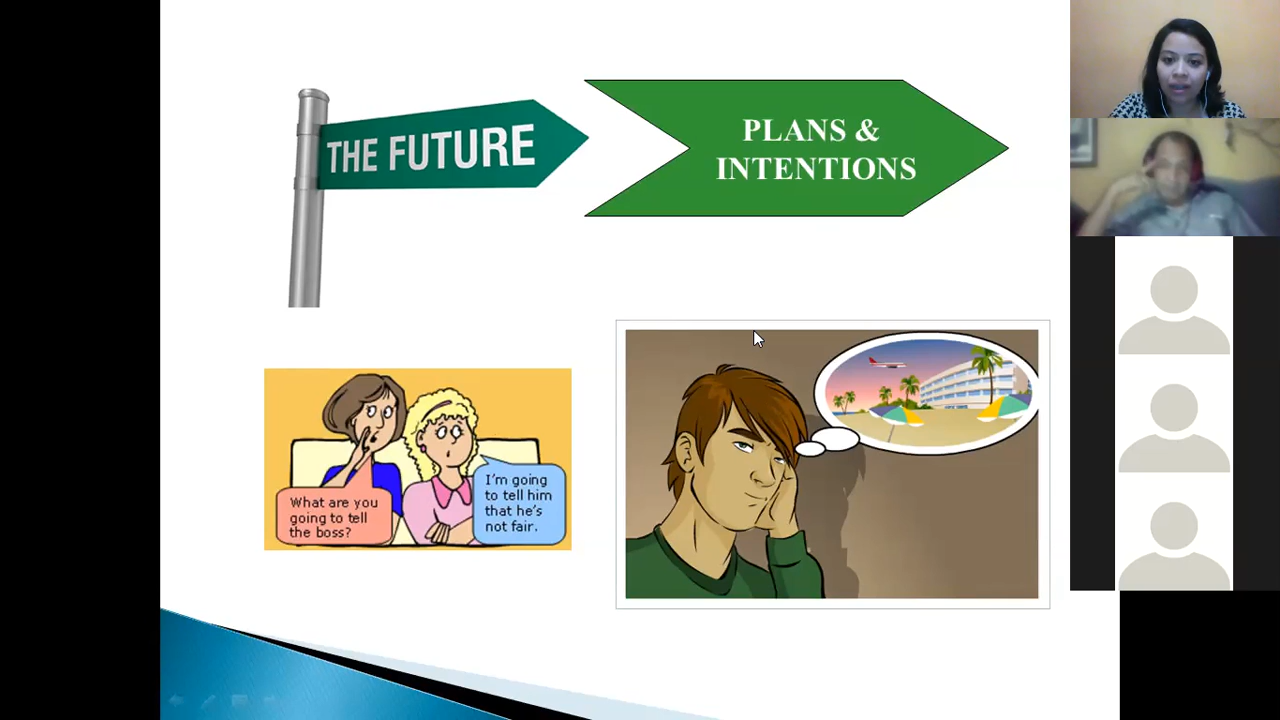 THE FUTURE
PLANS &
INTENTIONS
What are you
going to tell
the boss?
I'm going
to tell him
that he's
not fair.